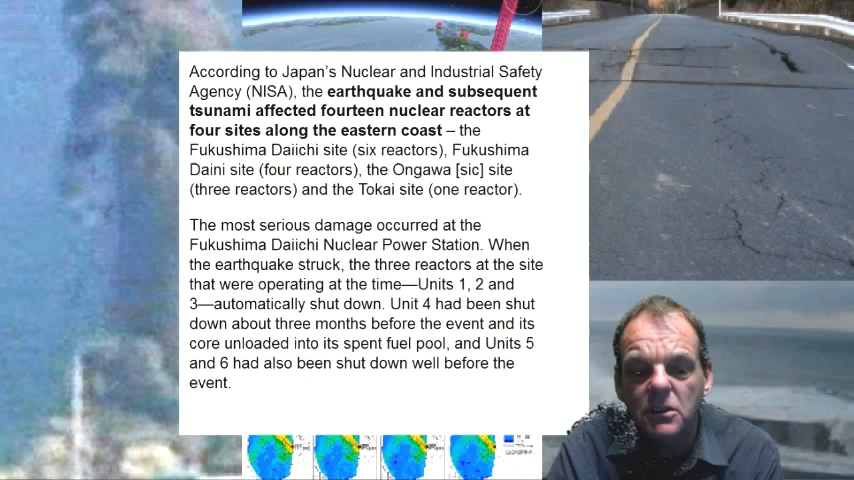 According to Japan’s Nuclear and Industrial Safety
Agency (NISA), the earthquake and subsequent
tsunami affected fourteen nuclear reactors at
four sites along the eastern coast – the
Fukushima Daiichi site (six reactors), Fukushima
Daini site (four reactors), the Ongawa [sic] site
(three reactors) and the Tokai site (one reactor).
The most serious damage occurred at the
Fukushima Daiichi Nuclear Power Station. When
the earthquake struck, the three reactors at the site
that were operating at the time—Units 1, 2 and
3—automatically shut down. Unit 4 had been shut
down about three months before the event and its
core unloaded into its spent fuel pool, and Units 5
and 6 had also been shut down well before the
event.